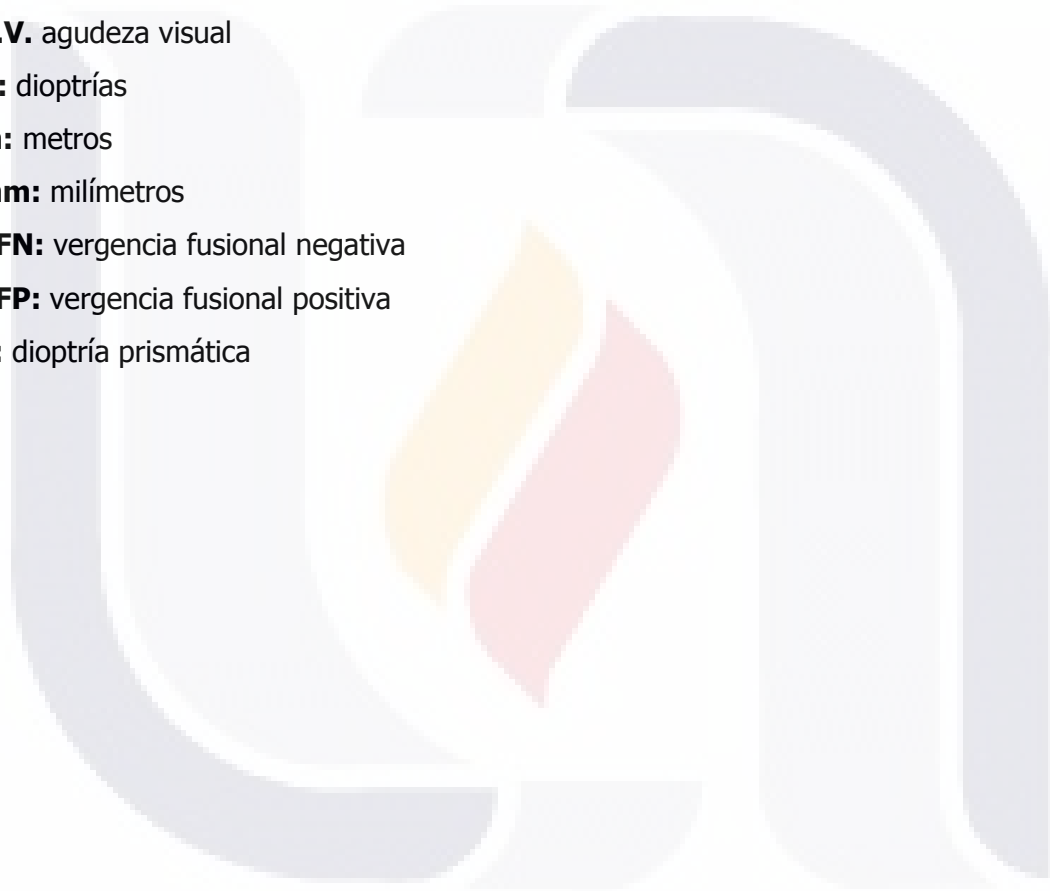 .V. agudeza visual
: dioptrías
: metros
m: milímetros
FN: vergencia fusional negativa
FP: vergencia fusional positiva
: dioptría prismática